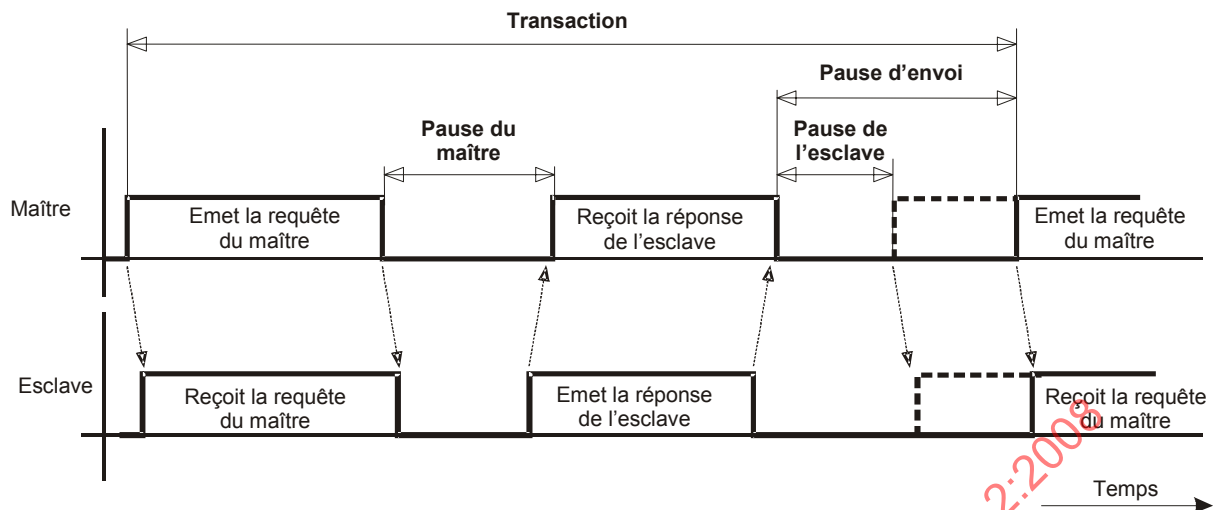 Transaction
Pause d'envoi
Pause du
maître
Pause de
l'esclave
Maître
Emet la requête
du maître
Reçoit la réponse
de l'esclave
Emet la requête
du maître
Esclave
Reçoit la requête
du maître
Emet la réponse
de l'esclave
Reçoit la requête
du maître
2:2008
Temps